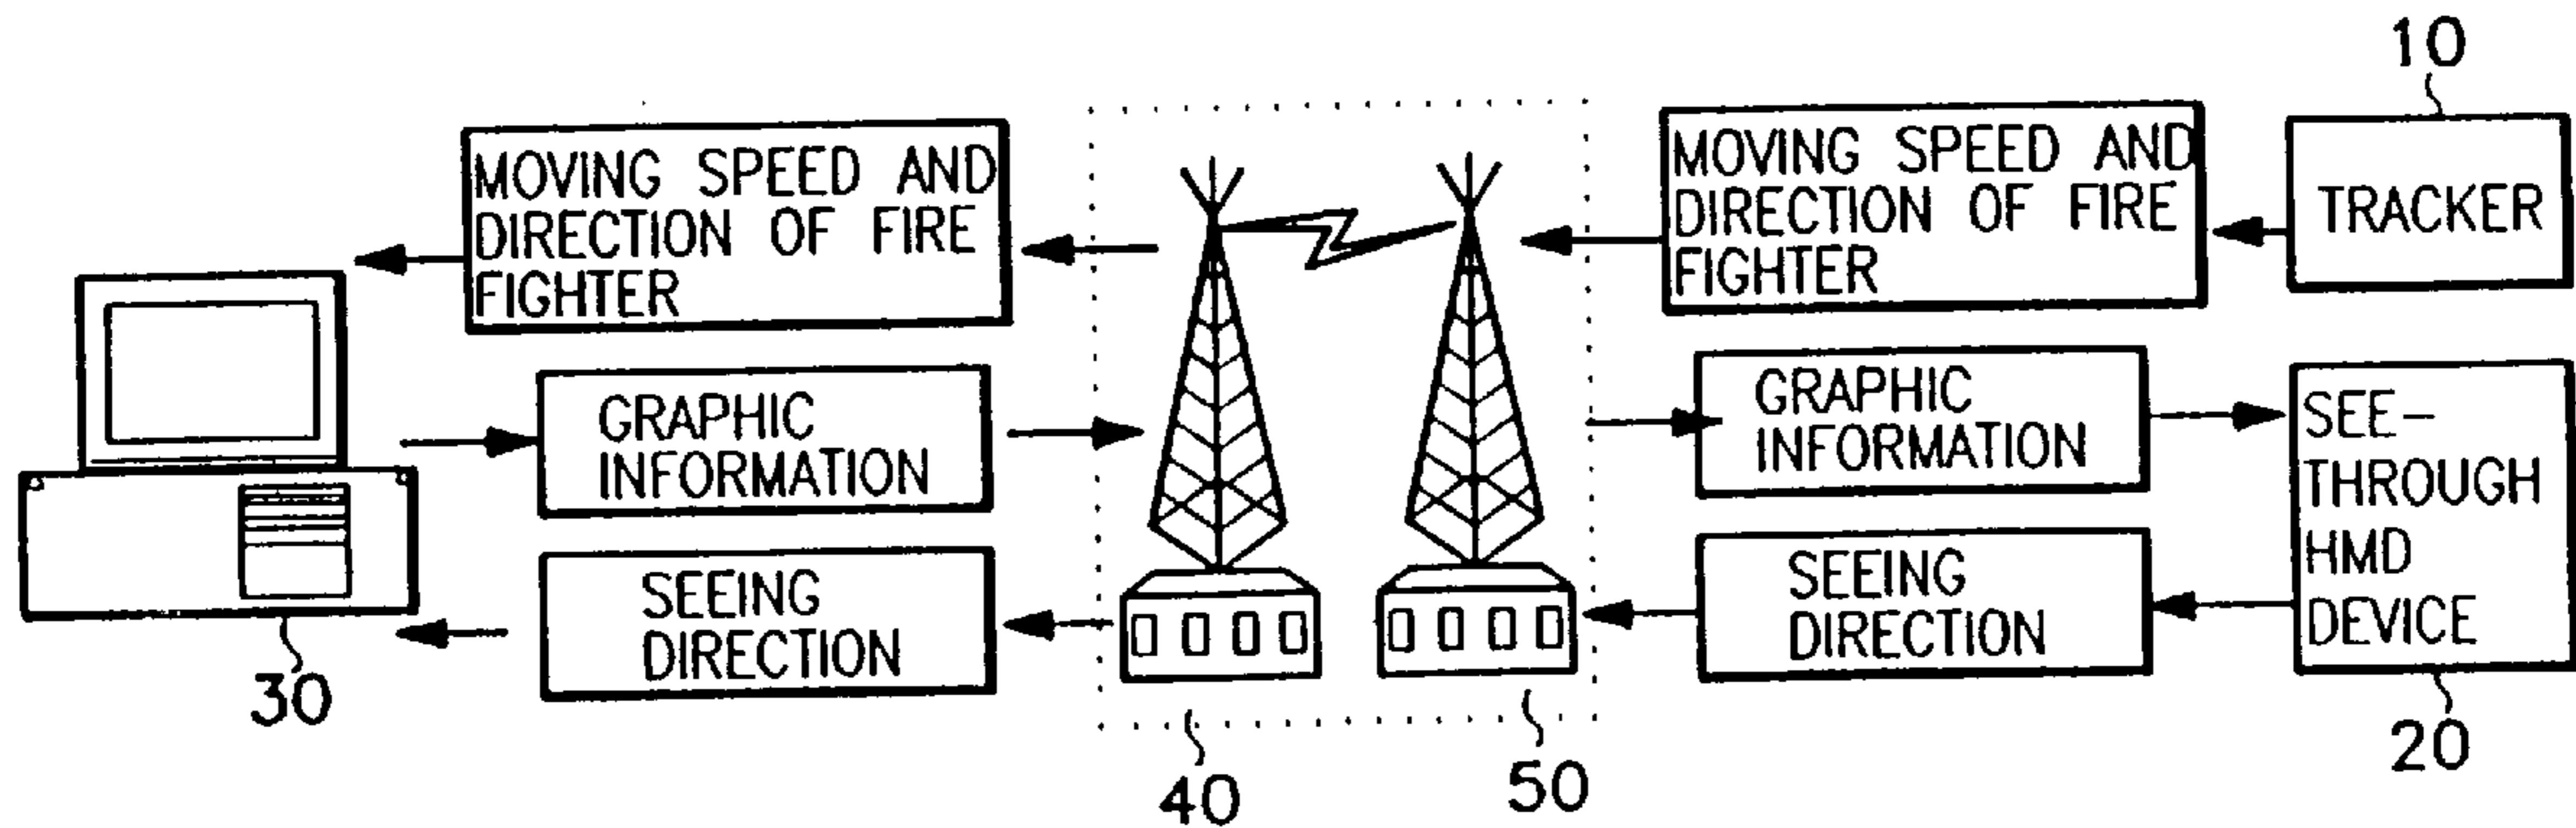 10
MOVING SPEED AND
DIRECTION OF FIRE
FIGHTER
MOVING SPEED AND
DIRECTION OF FIRE
FIGHTER
TRACKER
GRAPHIC
INFORMATION
GRAPHIC
INFORMATION
SEE-
THROUGH
HMD
DEVICE
SEEING
DIRECTION
SEEING
DIRECTION
30
40
50
20